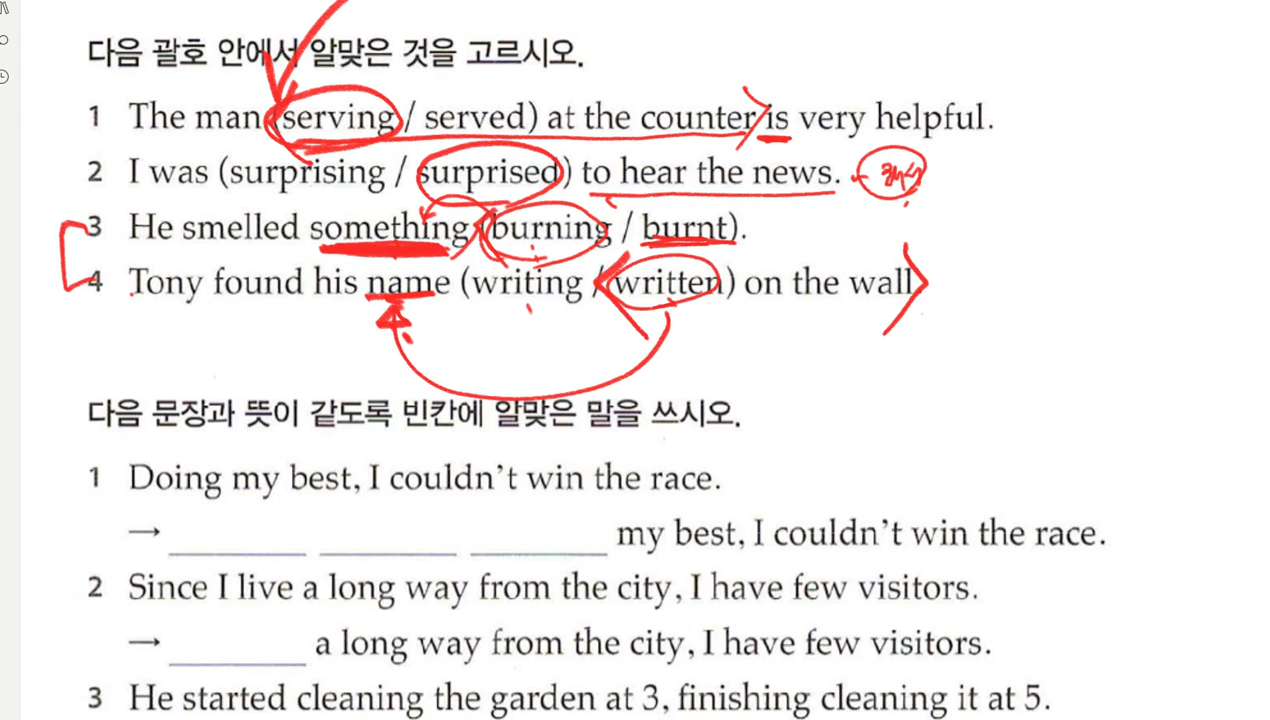 다음 괄호 안에서 알맞은 것을 고르시오.
1 The man (serving / served) at the counter is very helpful.
2 I was (surprising / surprised) to hear the news.
3 He smelled something (burning / burnt).
4 Tony found his name (writing / written) on the wall.
다음 문장과 뜻이 같도록 빈칸에 알맞은 말을 쓰시오.
1 Doing my best, I couldn't win the race.
→ my best, I couldn't win the race.
2 Since I live a long way from the city, I have few visitors.
→ a long way from the city, I have few visitors.
3 He started cleaning the garden at 3, finishing cleaning it at 5.